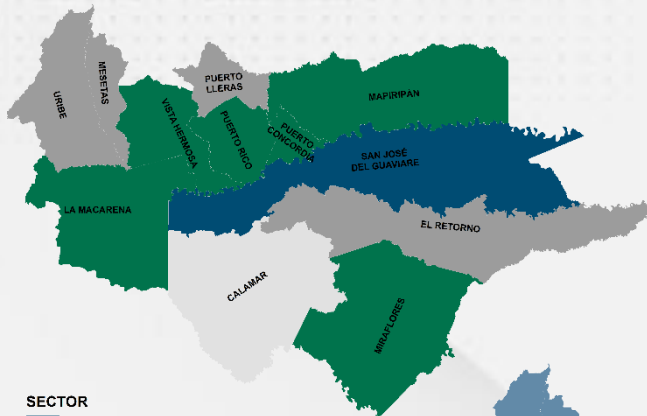 URIBE
MESETAS
PUERTO
LLERAS
VISTA HERMOSA
PUERTO RICO
PUERTO
CONCORDIA
MAPIRIPAN
SAN JOSÉ
DEL GUAVIARE
LA MACARENA
EL RETORNO
CALAMAR
MIRAFLORES
SECTOR